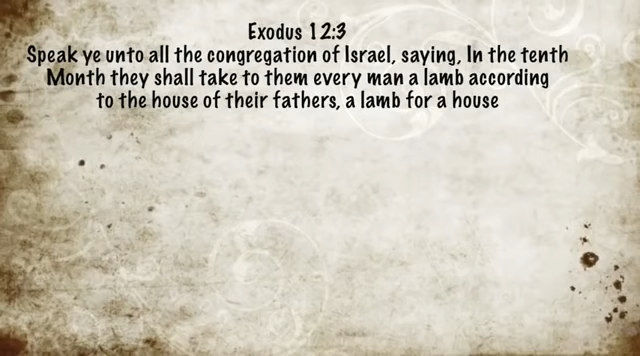 Exodus 12:3
Speak ye unto all the congregation of Israel, saying, In the tenth
Month they shall take to them every man a lamb according
to the house of their fathers, a lamb for a house